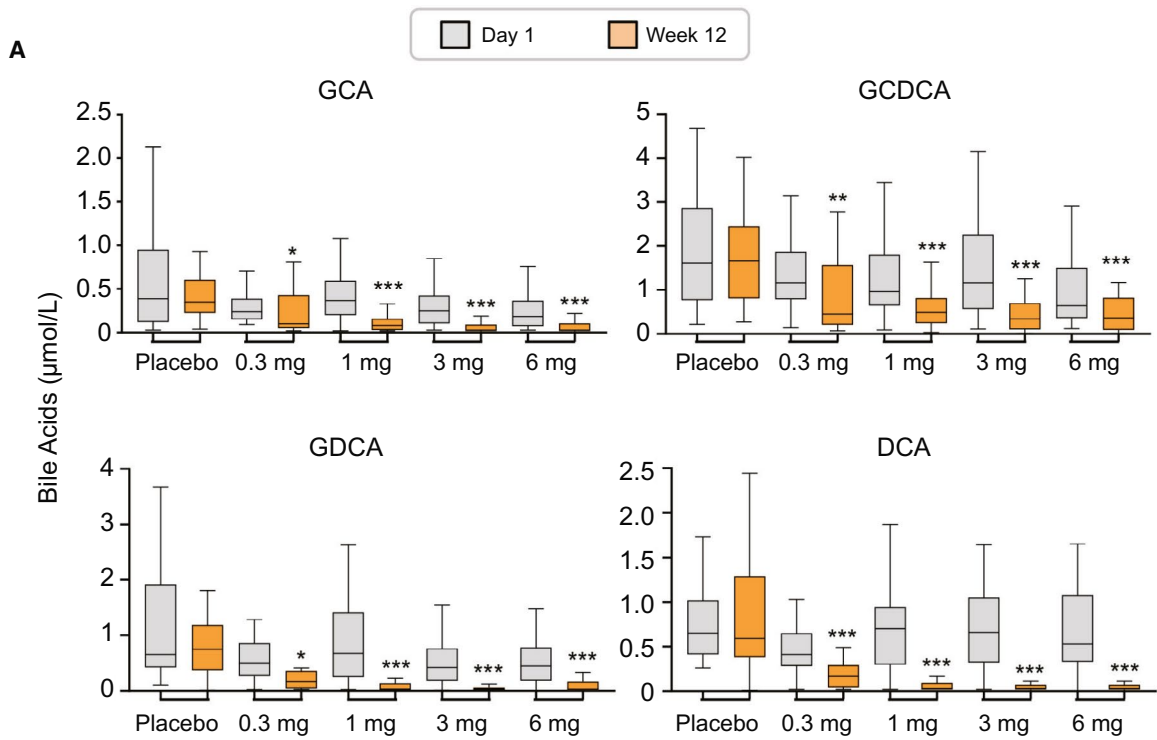 A
Day 1 Week 12
Bile Acids (µmol/L)
GCA
2.5
2.0
1.5
1.0
0.5
0
* *** *** ***
Placebo 0.3 mg 1 mg 3 mg 6 mg
GCDCA
5
4
3
2
1
0
** *** *** ***
Placebo 0.3 mg 1 mg 3 mg 6 mg
GDCA
4
3
2
1
0
* *** *** ***
Placebo 0.3 mg 1 mg 3 mg 6 mg
DCA
2.5
2.0
1.5
1.0
0.5
0
*** *** *** ***
Placebo 0.3 mg 1 mg 3 mg 6 mg